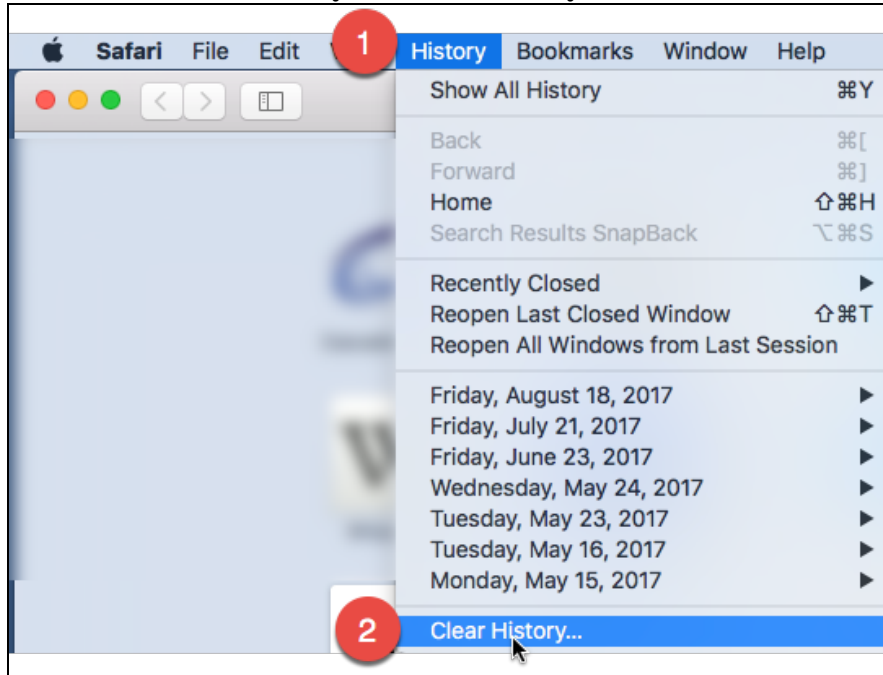 Safari File Edit 1 History Bookmarks Window Help
Show All History ⌘Y
Back ⌘[
Forward ⌘]
Home ⇧⌘H
Search Results SnapBack ⌥⌘S
Recently Closed ▶
Reopen Last Closed Window ⇧⌘T
Reopen All Windows from Last Session
Friday, August 18, 2017 ▶
Friday, July 21, 2017 ▶
Friday, June 23, 2017 ▶
Wednesday, May 24, 2017 ▶
Tuesday, May 23, 2017 ▶
Tuesday, May 16, 2017 ▶
Monday, May 15, 2017 ▶
2 Clear History...